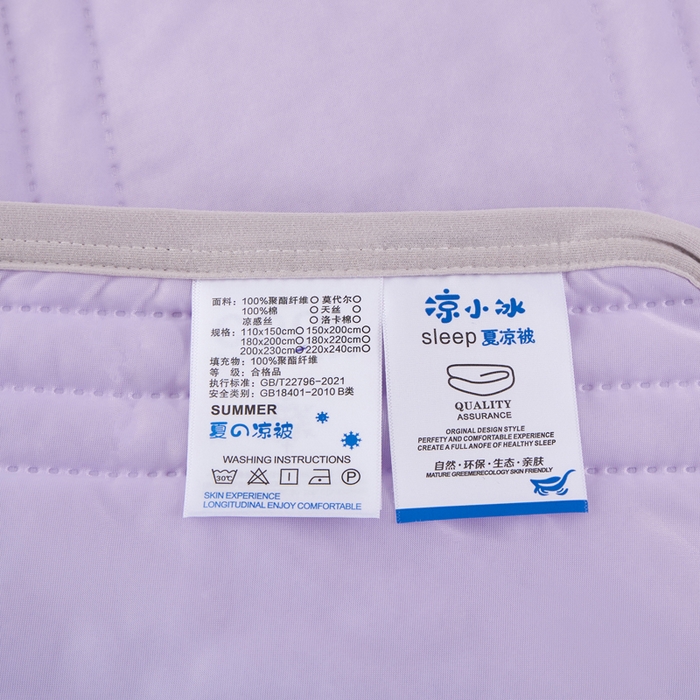 面料：100%聚酯纤维○ 莫代尔○
100%棉 ○ 天丝 ○
凉感丝 ○ 洛卡棉○
规格：110x150cm○ 150x200cm○
180x200cm○ 180x220cm○
200x230cm○ 220x240cm○
填充物：100%聚酯纤维
等 级：合格品
执行标准：GB/T22796-2021
安全类别：GB18401-2010 B类
SUMMER
夏の凉被
WASHING INSTRUCTIONS
30℃ P
SKIN EXPERIENCE
LONGITUDINAL ENJOY COMFORTABLE
凉小冰
sleep 夏凉被
QUALITY
ASSURANCE
ORGINAL DESIGN STYLE
PERFETY AND COMFORTABLE EXPERIENCE
CREATE A FULL ANOFE OF HEALTHY SLEEP
自然·环保·生态·亲肤
MATURE GREEMERECOLOGY SKIN FRIENDLY